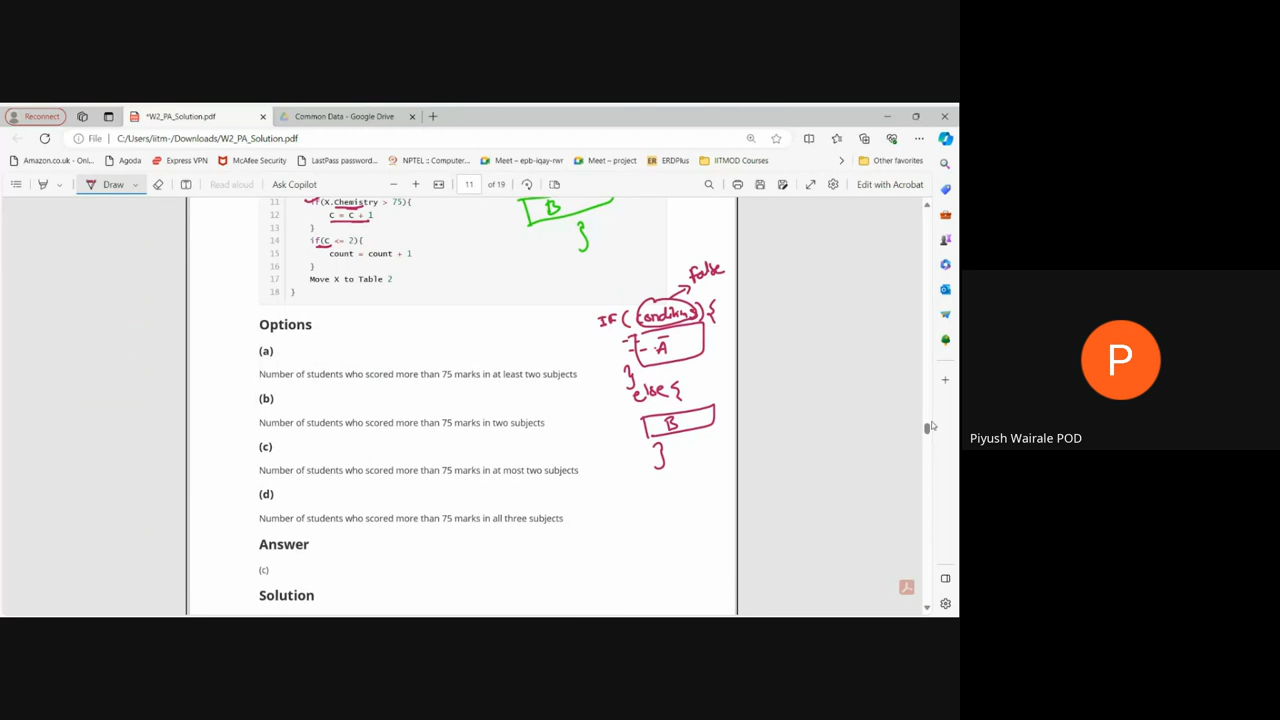 Reconnect
*W2_PA_Solution.pdf
Common Data - Google Drive
File
C:/Users/iitm-/Downloads/W2_PA_Solution.pdf
Amazon.co.uk - Onl...
Agoda
Express VPN
McAfee Security
LastPass password...
NPTEL :: Computer...
Meet – epb-iqay-rwr
Meet – project
ERDPlus
IITMOD Courses
Other favorites
Draw
Read aloud
Ask Copilot
11 of 19
Edit with Acrobat
11 if(X.Chemistry > 75){
12 C = C + 1
13 }
14 if(C <= 2){
15 count = count + 1
16 }
17 Move X to Table 2
18 }
B
}
False
IF (conditions) {
A
}
else {
B
}
Options
(a)
Number of students who scored more than 75 marks in at least two subjects
(b)
Number of students who scored more than 75 marks in two subjects
(c)
Number of students who scored more than 75 marks in at most two subjects
(d)
Number of students who scored more than 75 marks in all three subjects
Answer
(c)
Solution
P
Piyush Wairale POD